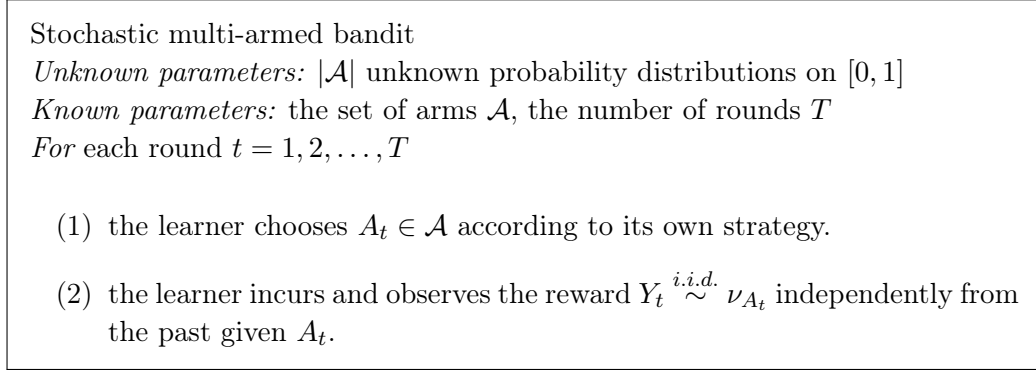 Stochastic multi-armed bandit
Unknown parameters: |𝒜| unknown probability distributions on [0, 1]
Known parameters: the set of arms 𝒜, the number of rounds T
For each round t = 1, 2, . . . , T
(1) the learner chooses A_t ∈ 𝒜 according to its own strategy.
(2) the learner incurs and observes the reward Y_t \overset{i.i.d.}{∼} ν_{A_t} independently from
the past given A_t.